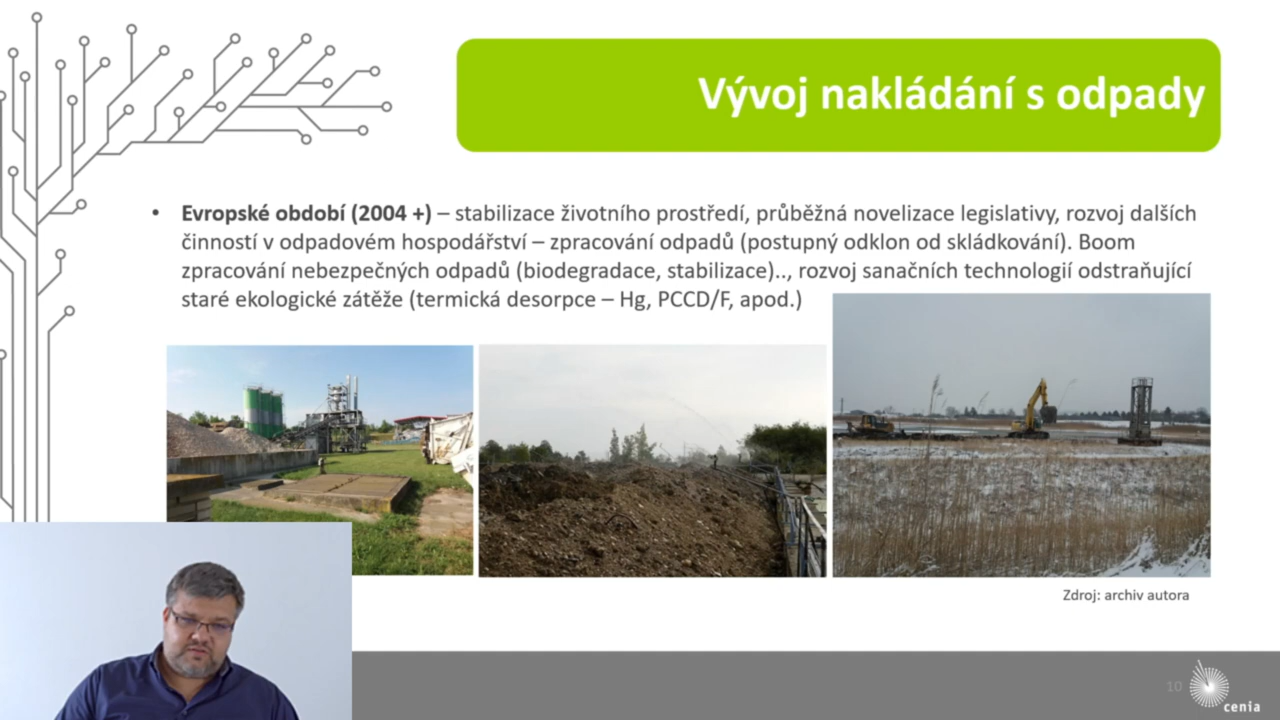 Vývoj nakládání s odpady
• Evropské období (2004 +) – stabilizace životního prostředí, průběžná novelizace legislativy, rozvoj dalších
činností v odpadovém hospodářství – zpracování odpadů (postupný odklon od skládkování). Boom
zpracování nebezpečných odpadů (biodegradace, stabilizace).., rozvoj sanačních technologií odstraňující
staré ekologické zátěže (termická desorpce – Hg, PCCD/F, apod.)
Zdroj: archiv autora
10
cenia